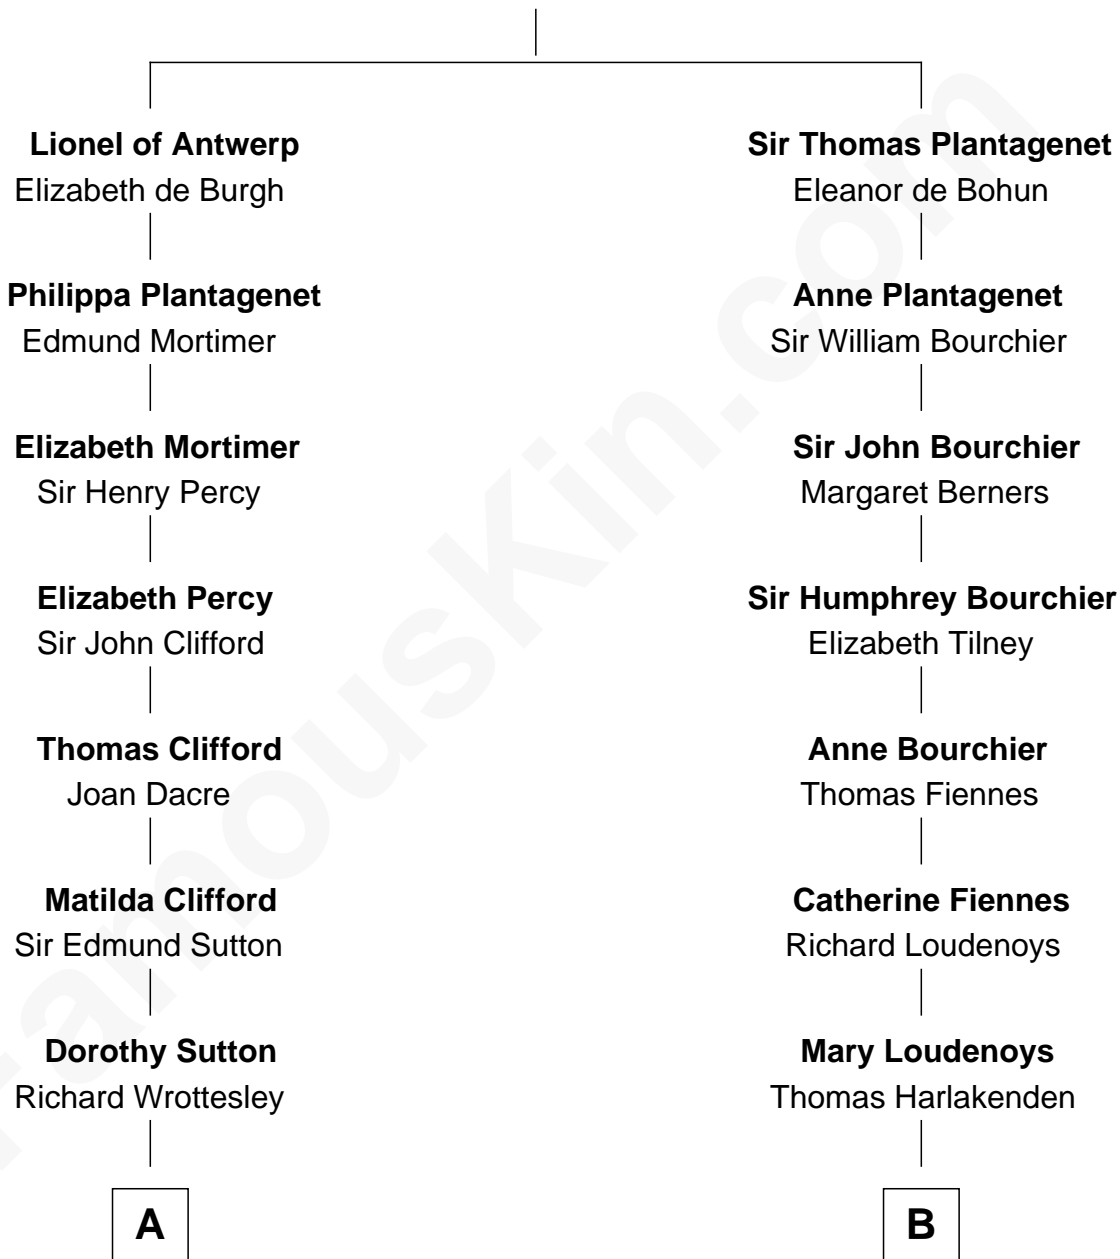 Lionel of Antwerp
Elizabeth de Burgh
Philippa Plantagenet
Edmund Mortimer
Elizabeth Mortimer
Sir Henry Percy
Elizabeth Percy
Sir John Clifford
Thomas Clifford
Joan Dacre
Matilda Clifford
Sir Edmund Sutton
Dorothy Sutton
Richard Wrottesley
A
Sir Thomas Plantagenet
Eleanor de Bohun
Anne Plantagenet
Sir William Bourchier
Sir John Bourchier
Margaret Berners
Sir Humphrey Bourchier
Elizabeth Tilney
Anne Bourchier
Thomas Fiennes
Catherine Fiennes
Richard Loudenoys
Mary Loudenoys
Thomas Harlakenden
B
FamousKin.com